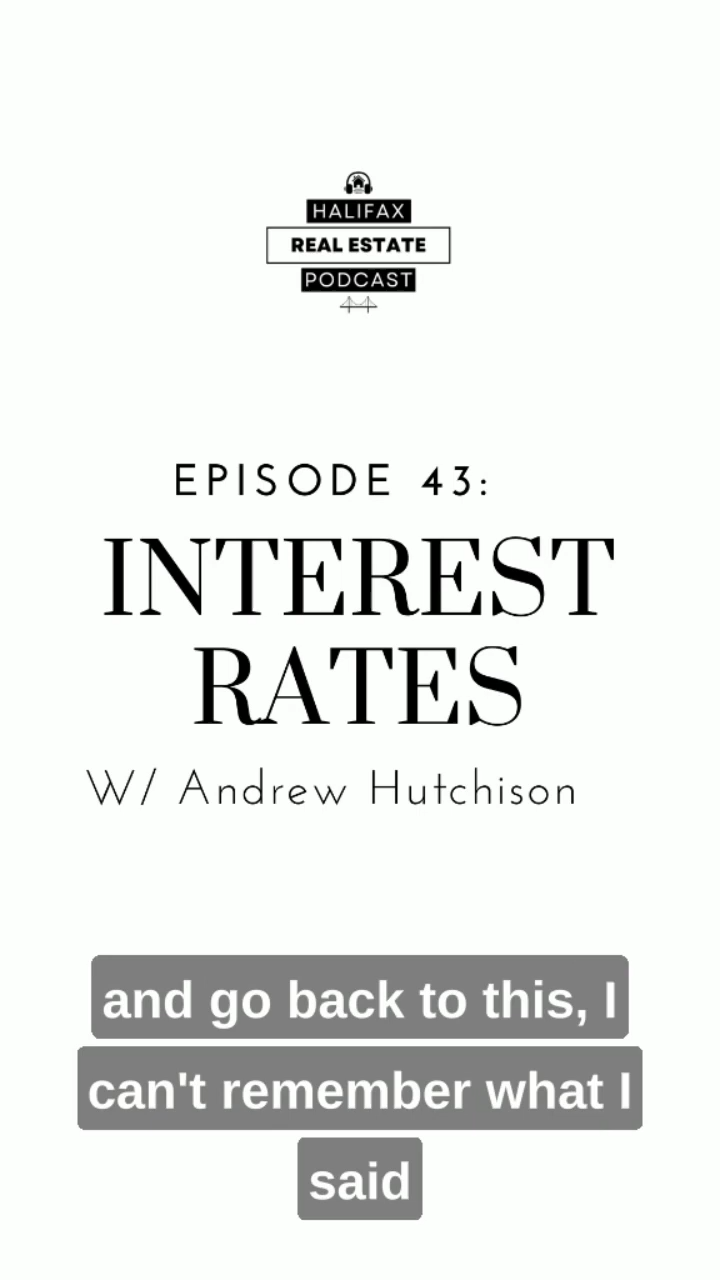 HALIFAX
REAL ESTATE
PODCAST
EPISODE 43:
INTEREST
RATES
W/ Andrew Hutchison
and go back to this, I
can't remember what I
said